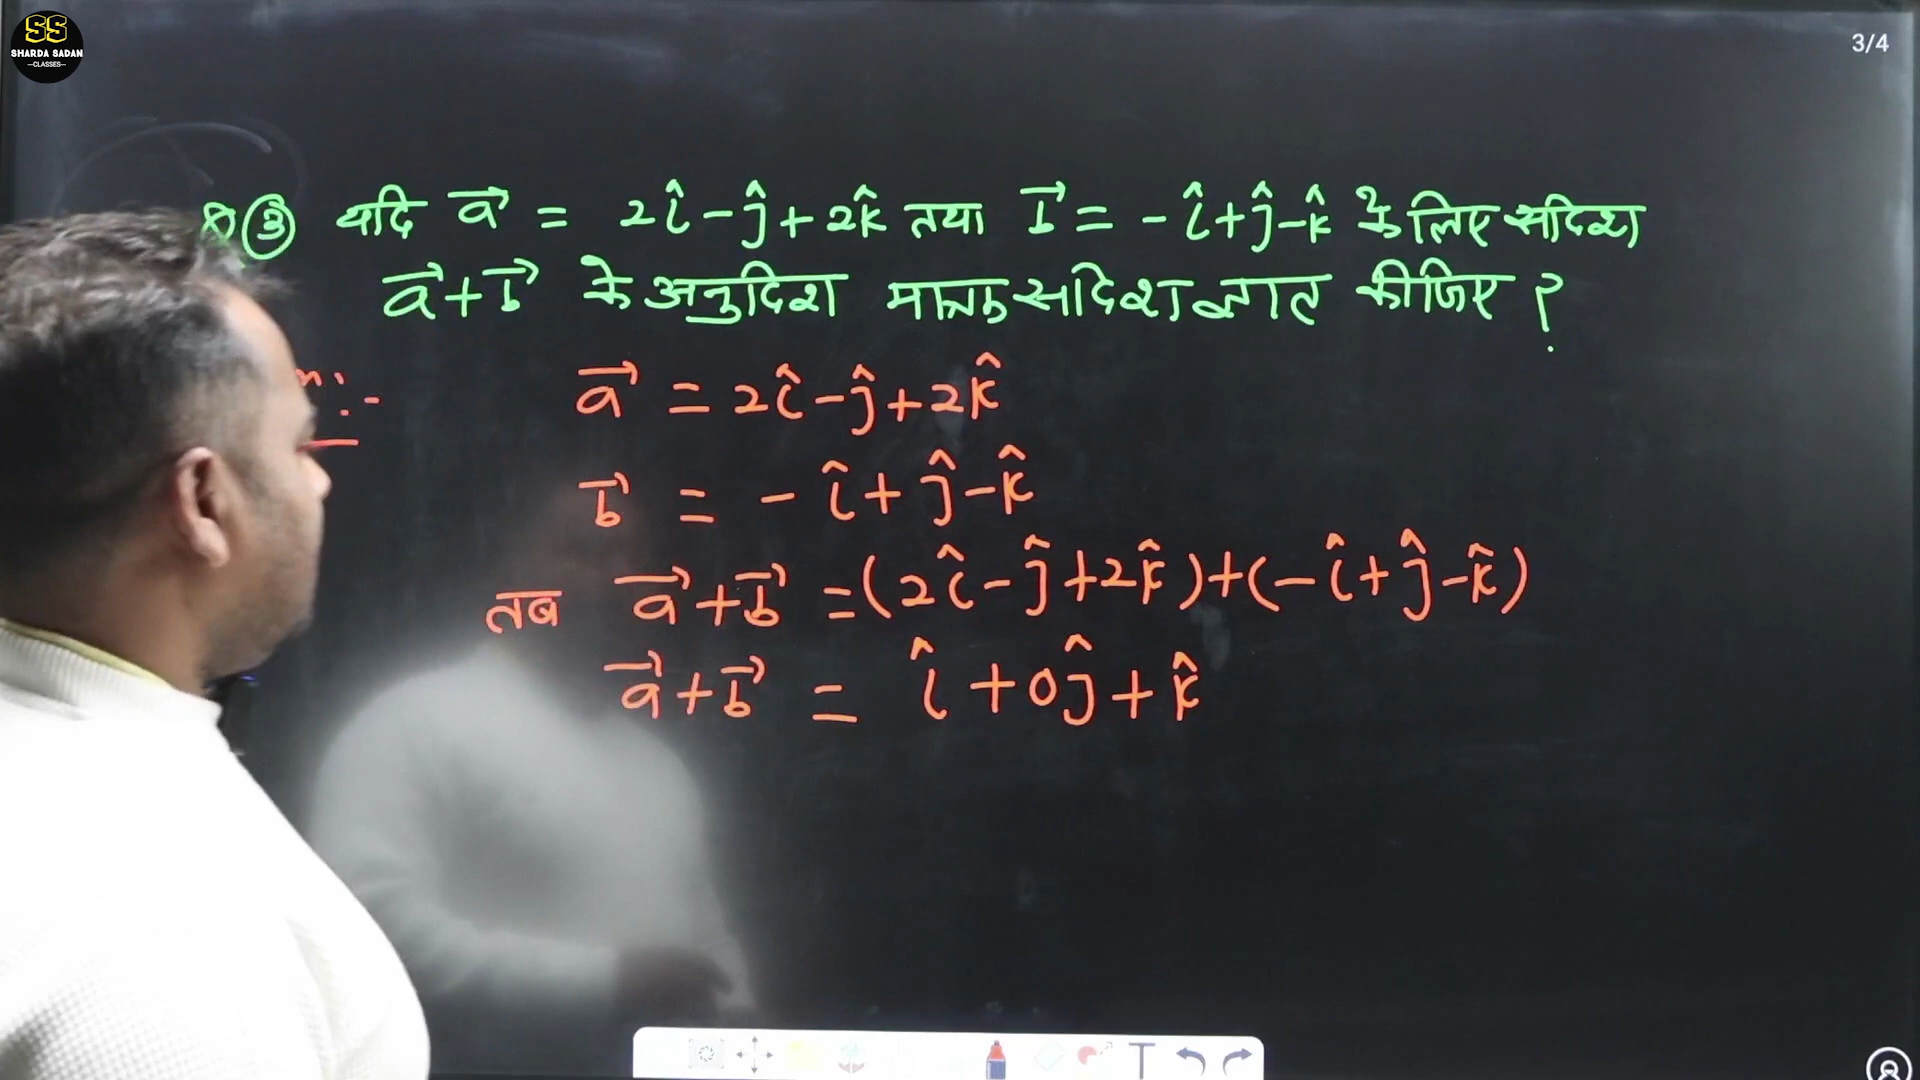 SS
SHARDA SADAN
—CLASSES—
3/4
Q③ यदि a⃗ = 2î-ĵ+2k̂ तथा b⃗ = -î+ĵ-k̂ के लिए सदिश
a⃗+b⃗ के अनुदिश मात्रक सदिश ज्ञात कीजिए ?
n:-
a⃗ = 2î-ĵ+2k̂
b⃗ = -î+ĵ-k̂
तब a⃗+b⃗ =(2î-ĵ+2k̂)+(-î+ĵ-k̂)
a⃗+b⃗ = î+0ĵ+k̂
T